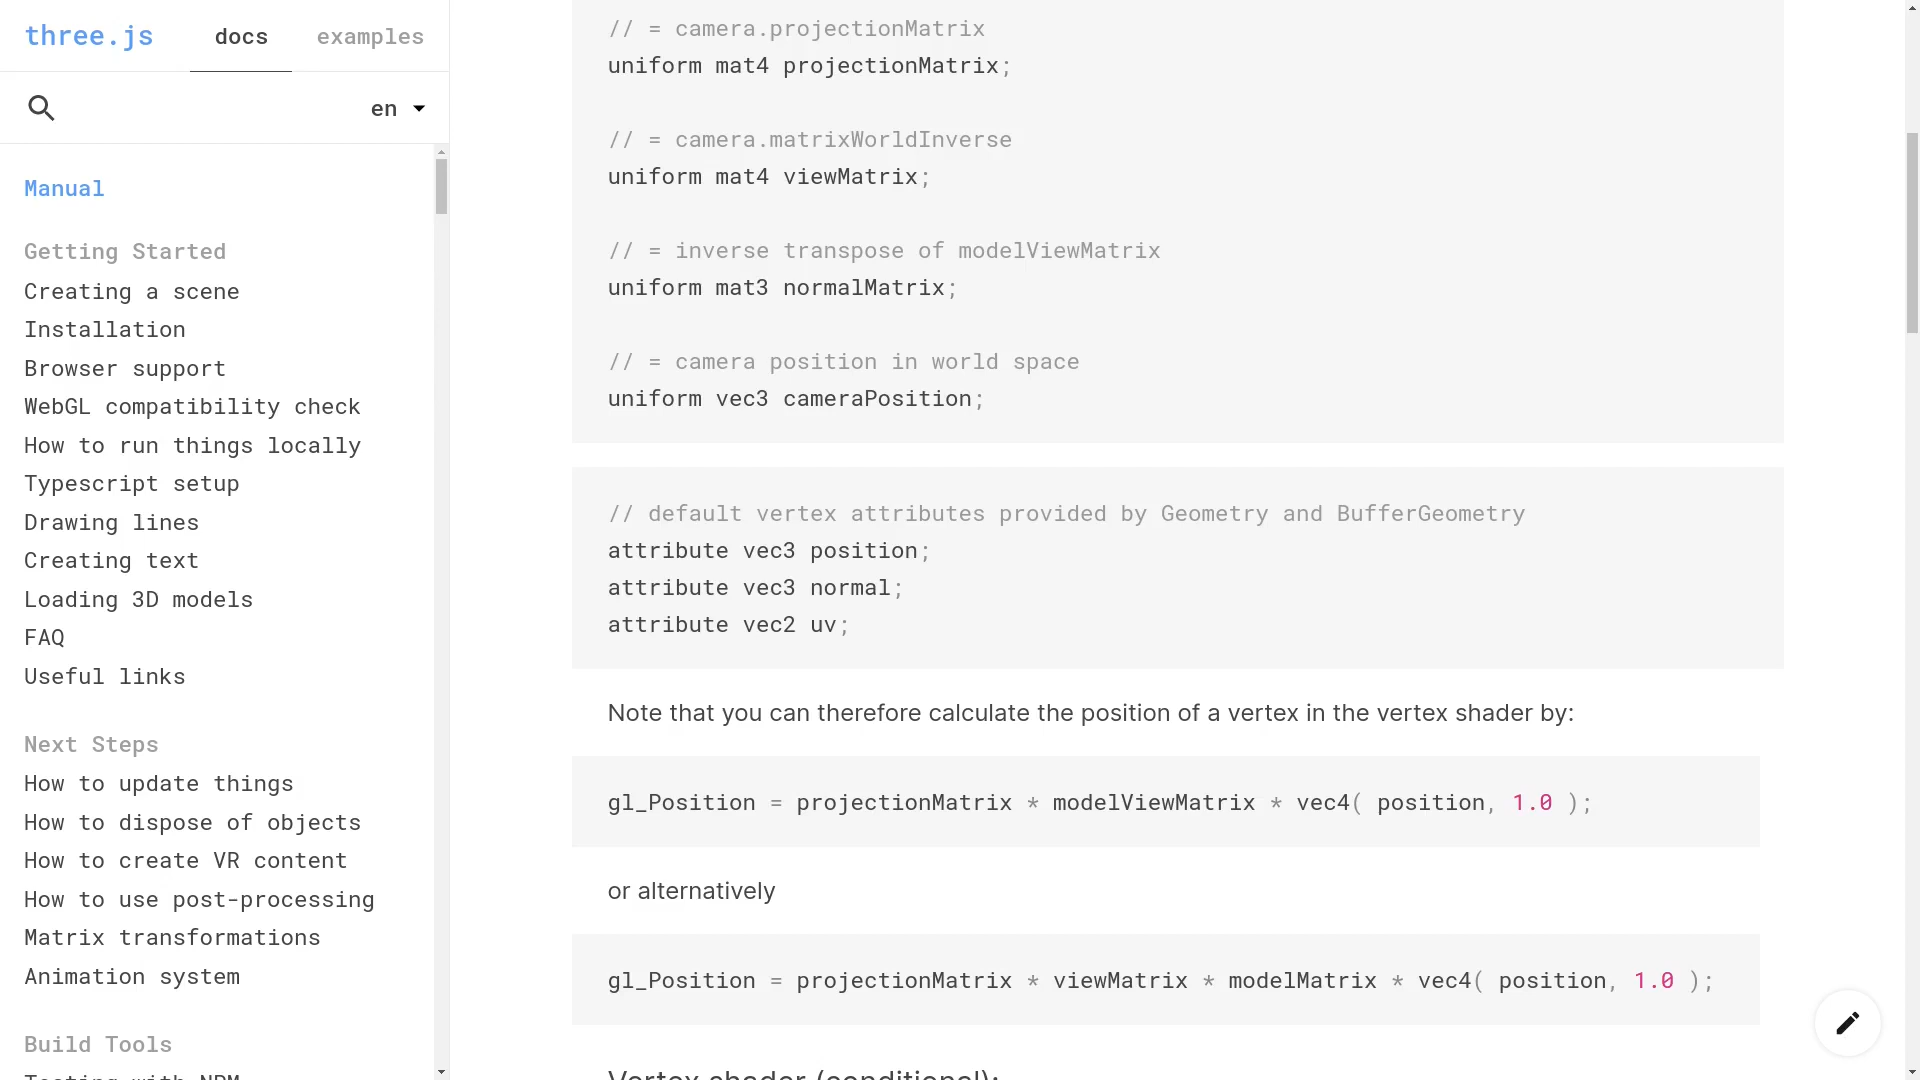 three.js
docs
examples
en
Manual
Getting Started
Creating a scene
Installation
Browser support
WebGL compatibility check
How to run things locally
Typescript setup
Drawing lines
Creating text
Loading 3D models
FAQ
Useful links
Next Steps
How to update things
How to dispose of objects
How to create VR content
How to use post-processing
Matrix transformations
Animation system
Build Tools
Testing with NPM
// = camera.projectionMatrix
uniform mat4 projectionMatrix;
// = camera.matrixWorldInverse
uniform mat4 viewMatrix;
// = inverse transpose of modelViewMatrix
uniform mat3 normalMatrix;
// = camera position in world space
uniform vec3 cameraPosition;
// default vertex attributes provided by Geometry and BufferGeometry
attribute vec3 position;
attribute vec3 normal;
attribute vec2 uv;
Note that you can therefore calculate the position of a vertex in the vertex shader by:
gl_Position = projectionMatrix * modelViewMatrix * vec4( position, 1.0 );
or alternatively
gl_Position = projectionMatrix * viewMatrix * modelMatrix * vec4( position, 1.0 );
Vertex shader (conditional):